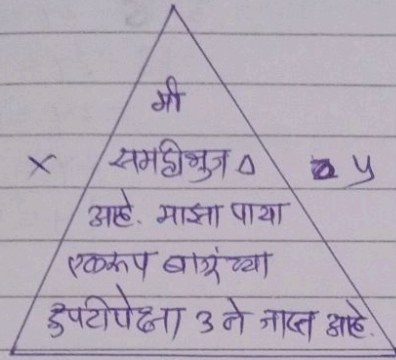 मी
x समद्वीभुज Δ y
आहे. माझा पाया
एकरूप बाजूंच्या
दुपटीपेक्षा 3 ने जास्त आहे.